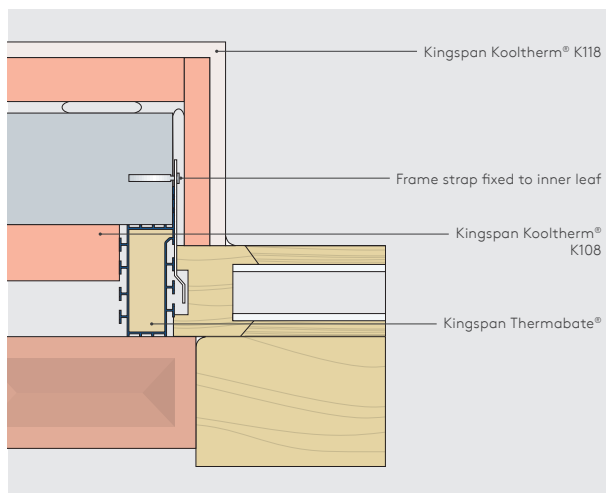 Kingspan Kooltherm® K118
Frame strap fixed to inner leaf
Kingspan Kooltherm®
K108
Kingspan Thermabate®